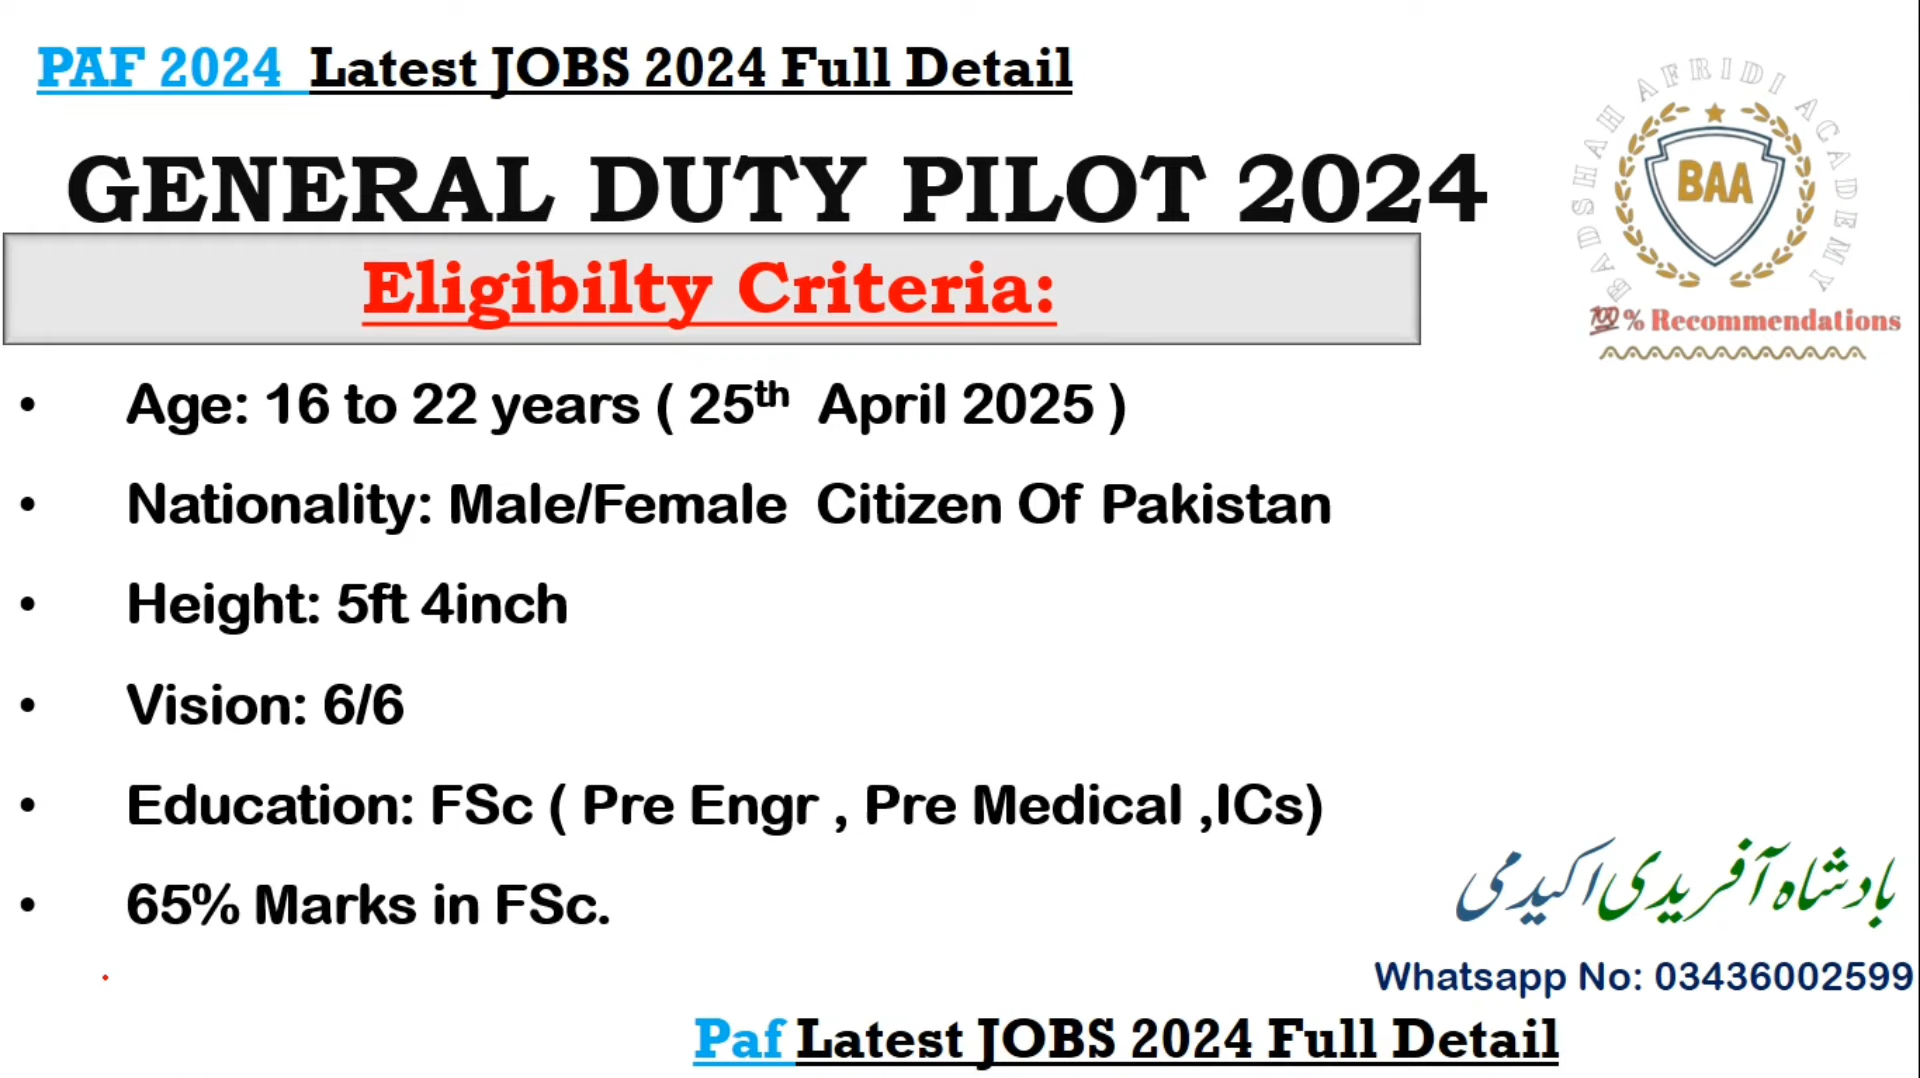 PAF 2024 Latest JOBS 2024 Full Detail
GENERAL DUTY PILOT 2024
BADSHAH AFRIDI ACADEMY
BAA
💯% Recommendations
Eligibilty Criteria:
• Age: 16 to 22 years ( 25th April 2025 )
• Nationality: Male/Female Citizen Of Pakistan
• Height: 5ft 4inch
• Vision: 6/6
• Education: FSc ( Pre Engr , Pre Medical ,ICs)
• 65% Marks in FSc.
بادشاہ آفریدی اکیڈمی
Whatsapp No: 03436002599
Paf Latest JOBS 2024 Full Detail